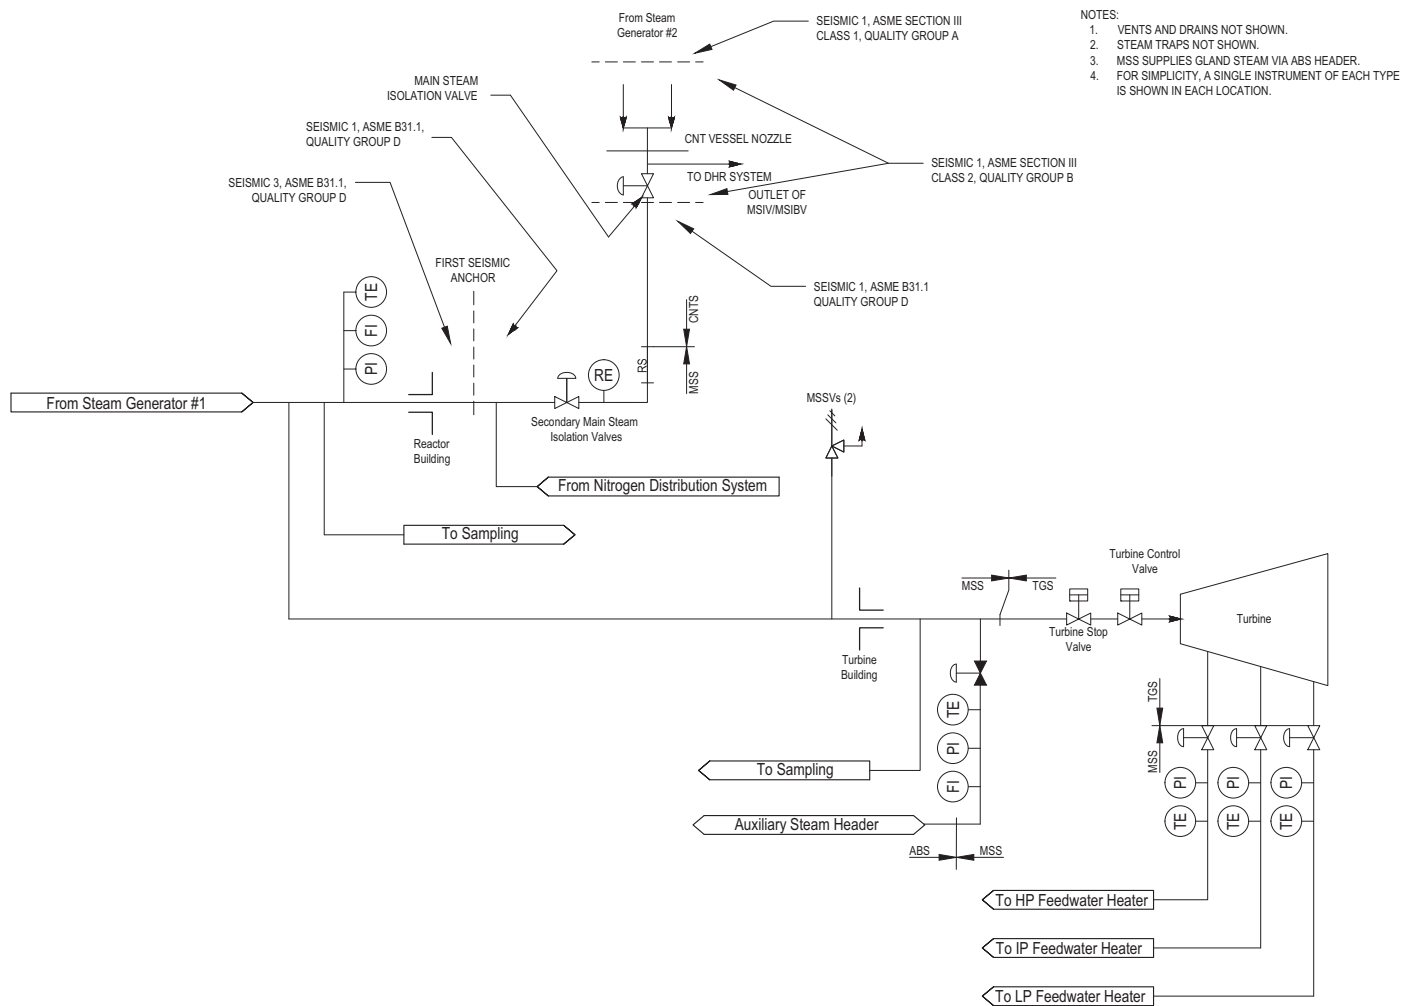 From Steam
Generator #2
SEISMIC 1, ASME SECTION III
CLASS 1, QUALITY GROUP A
NOTES:
1. VENTS AND DRAINS NOT SHOWN.
2. STEAM TRAPS NOT SHOWN.
3. MSS SUPPLIES GLAND STEAM VIA ABS HEADER.
4. FOR SIMPLICITY, A SINGLE INSTRUMENT OF EACH TYPE
IS SHOWN IN EACH LOCATION.
MAIN STEAM
ISOLATION VALVE
SEISMIC 1, ASME B31.1,
QUALITY GROUP D
CNT VESSEL NOZZLE
SEISMIC 1, ASME SECTION III
CLASS 2, QUALITY GROUP B
TO DHR SYSTEM
OUTLET OF
MSIV/MSIBV
SEISMIC 3, ASME B31.1,
QUALITY GROUP D
FIRST SEISMIC
ANCHOR
SEISMIC 1, ASME B31.1
QUALITY GROUP D
TE
FI
PI
CNTS
MSS
RS
RE
From Steam Generator #1
Secondary Main Steam
Isolation Valves
Reactor
Building
MSSVs (2)
From Nitrogen Distribution System
To Sampling
Turbine Control
Valve
MSS
TGS
Turbine Stop
Valve
Turbine
Turbine
Building
TE
PI
FI
To Sampling
Auxiliary Steam Header
ABS
MSS
TGS
MSS
PI
PI
PI
TE
TE
TE
To HP Feedwater Heater
To IP Feedwater Heater
To LP Feedwater Heater